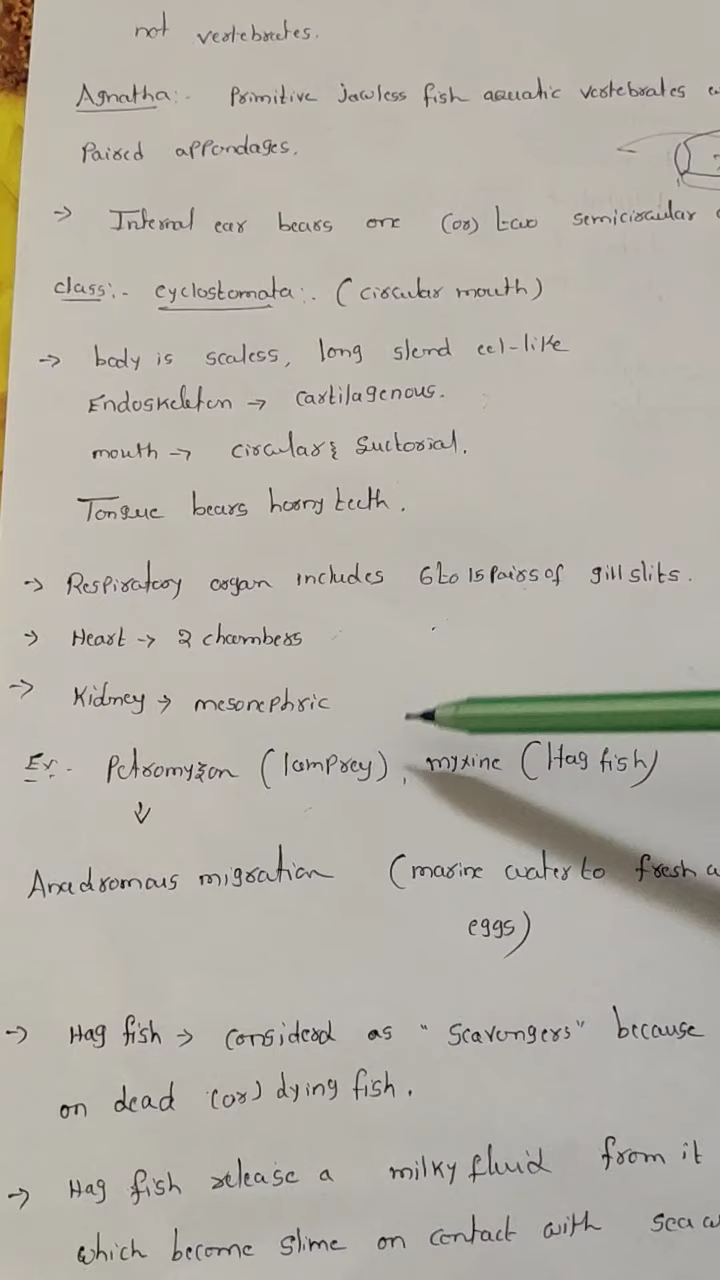 not vertebrates.
Agnatha:- Primitive jawless fish aquatic vertebrates
Paired appondages.
→ Internal ear bears one (or) two semicircular
class:- cyclostomata:. (circular mouth)
→ body is scaless, long slend eel-like
Endoskeleton → cartilagenous.
mouth → circular & Suctorial.
Tongue bears horny teeth.
→ Respiratory organ includes 6 to 15 pairs of gill slits.
→ Heart → 2 chambers
→ Kidney → mesonephric
Ex:- Petromyzon (lamprey), myxine (Hag fish)
↓
Anadromous migration (marine water to fresh
eggs)
→ Hag fish → considerd as "Scavengers" because
on dead (or) dying fish.
→ Hag fish release a milky fluid from it
which become slime on contact with sea